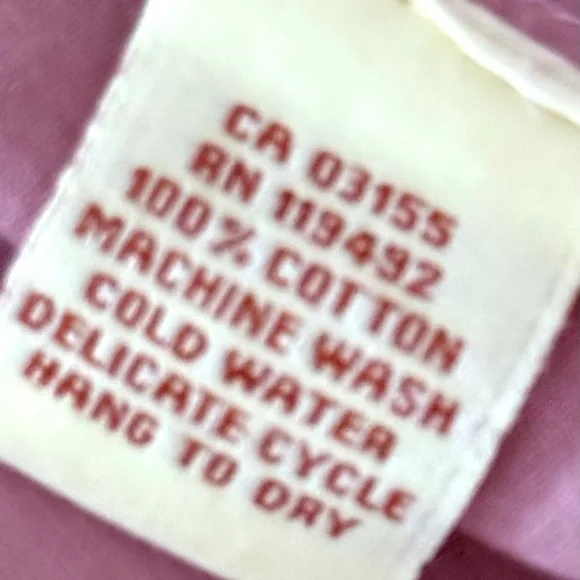 CA 03155
RN 119492
100% COTTON
MACHINE WASH
COLD WATER
DELICATE CYCLE
HANG TO DRY